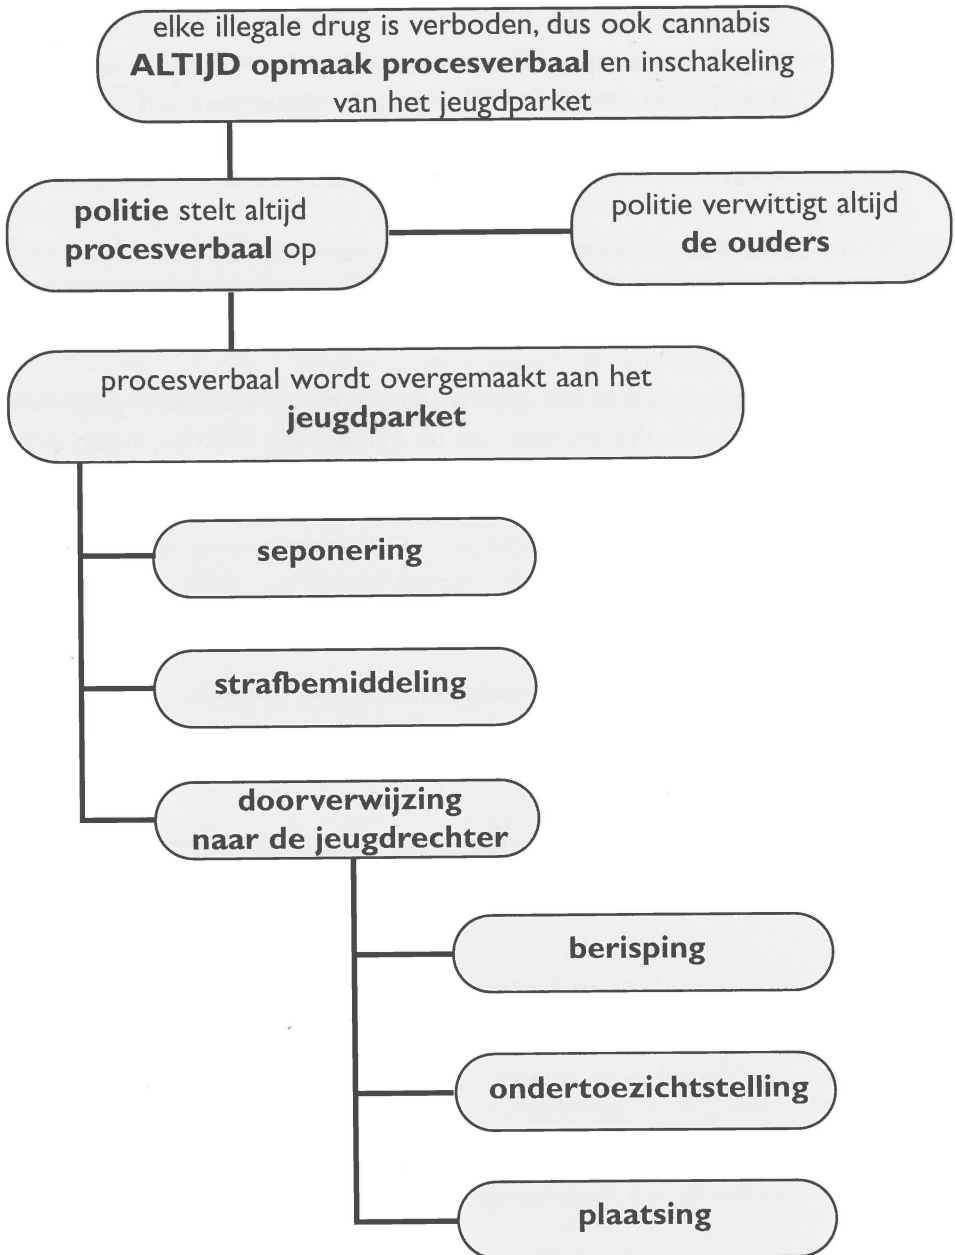 elke illegale drug is verboden, dus ook cannabis
ALTIJD opmaak procesverbaal en inschakeling
van het jeugdparket
politie stelt altijd
procesverbaal op
politie verwittigt altijd
de ouders
procesverbaal wordt overgemaakt aan het
jeugdparket
seponering
strafbemiddeling
doorverwijzing
naar de jeugdrechter
berisping
ondertoezichtstelling
plaatsing